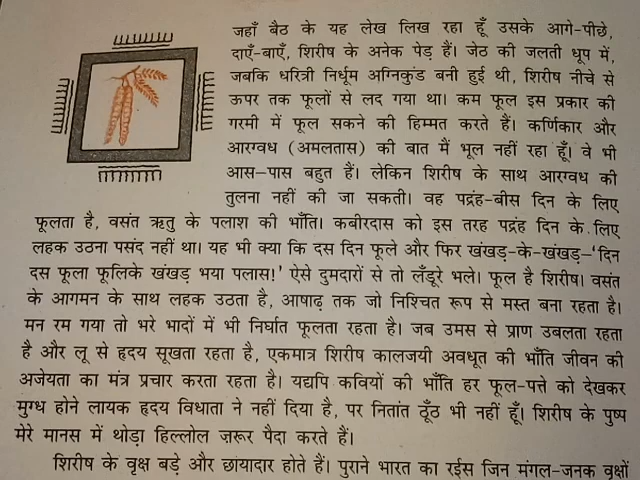 जहाँ बैठ के यह लेख लिख रहा हूँ उसके आगे-पीछे,
दाएँ-बाएँ, शिरीष के अनेक पेड़ हैं। जेठ की जलती धूप में,
जबकि धरित्री निर्धूम अग्निकुंड बनी हुई थी, शिरीष नीचे से
ऊपर तक फूलों से लद गया था। कम फूल इस प्रकार की
गरमी में फूल सकने की हिम्मत करते हैं। कर्णिकार और
आरग्वध (अमलतास) की बात मैं भूल नहीं रहा हूँ। वे भी
आस-पास बहुत हैं। लेकिन शिरीष के साथ आरग्वध की
तुलना नहीं की जा सकती। वह पद्रंह-बीस दिन के लिए
फूलता है, वसंत ऋतु के पलाश की भाँति। कबीरदास को इस तरह पद्रंह दिन के लिए
लहक उठना पसंद नहीं था। यह भी क्या कि दस दिन फूले और फिर खंखड़-के-खंखड़-‘दिन
दस फूला फूलिके खंखड़ भया पलास!’ ऐसे दुमदारों से तो लँडूरे भले। फूल है शिरीष। वसंत
के आगमन के साथ लहक उठता है, आषाढ़ तक जो निश्चित रूप से मस्त बना रहता है।
मन रम गया तो भरे भादों में भी निर्घात फूलता रहता है। जब उमस से प्राण उबलता रहता
है और लू से हृदय सूखता रहता है, एकमात्र शिरीष कालजयी अवधूत की भाँति जीवन की
अजेयता का मंत्र प्रचार करता रहता है। यद्यपि कवियों की भाँति हर फूल-पत्ते को देखकर
मुग्ध होने लायक हृदय विधाता ने नहीं दिया है, पर नितांत ठूँठ भी नहीं हूँ। शिरीष के पुष्प
मेरे मानस में थोड़ा हिल्लोल ज़रूर पैदा करते हैं।
शिरीष के वृक्ष बड़े और छायादार होते हैं। पुराने भारत का रईस जिन मंगल-जनक वृक्षों